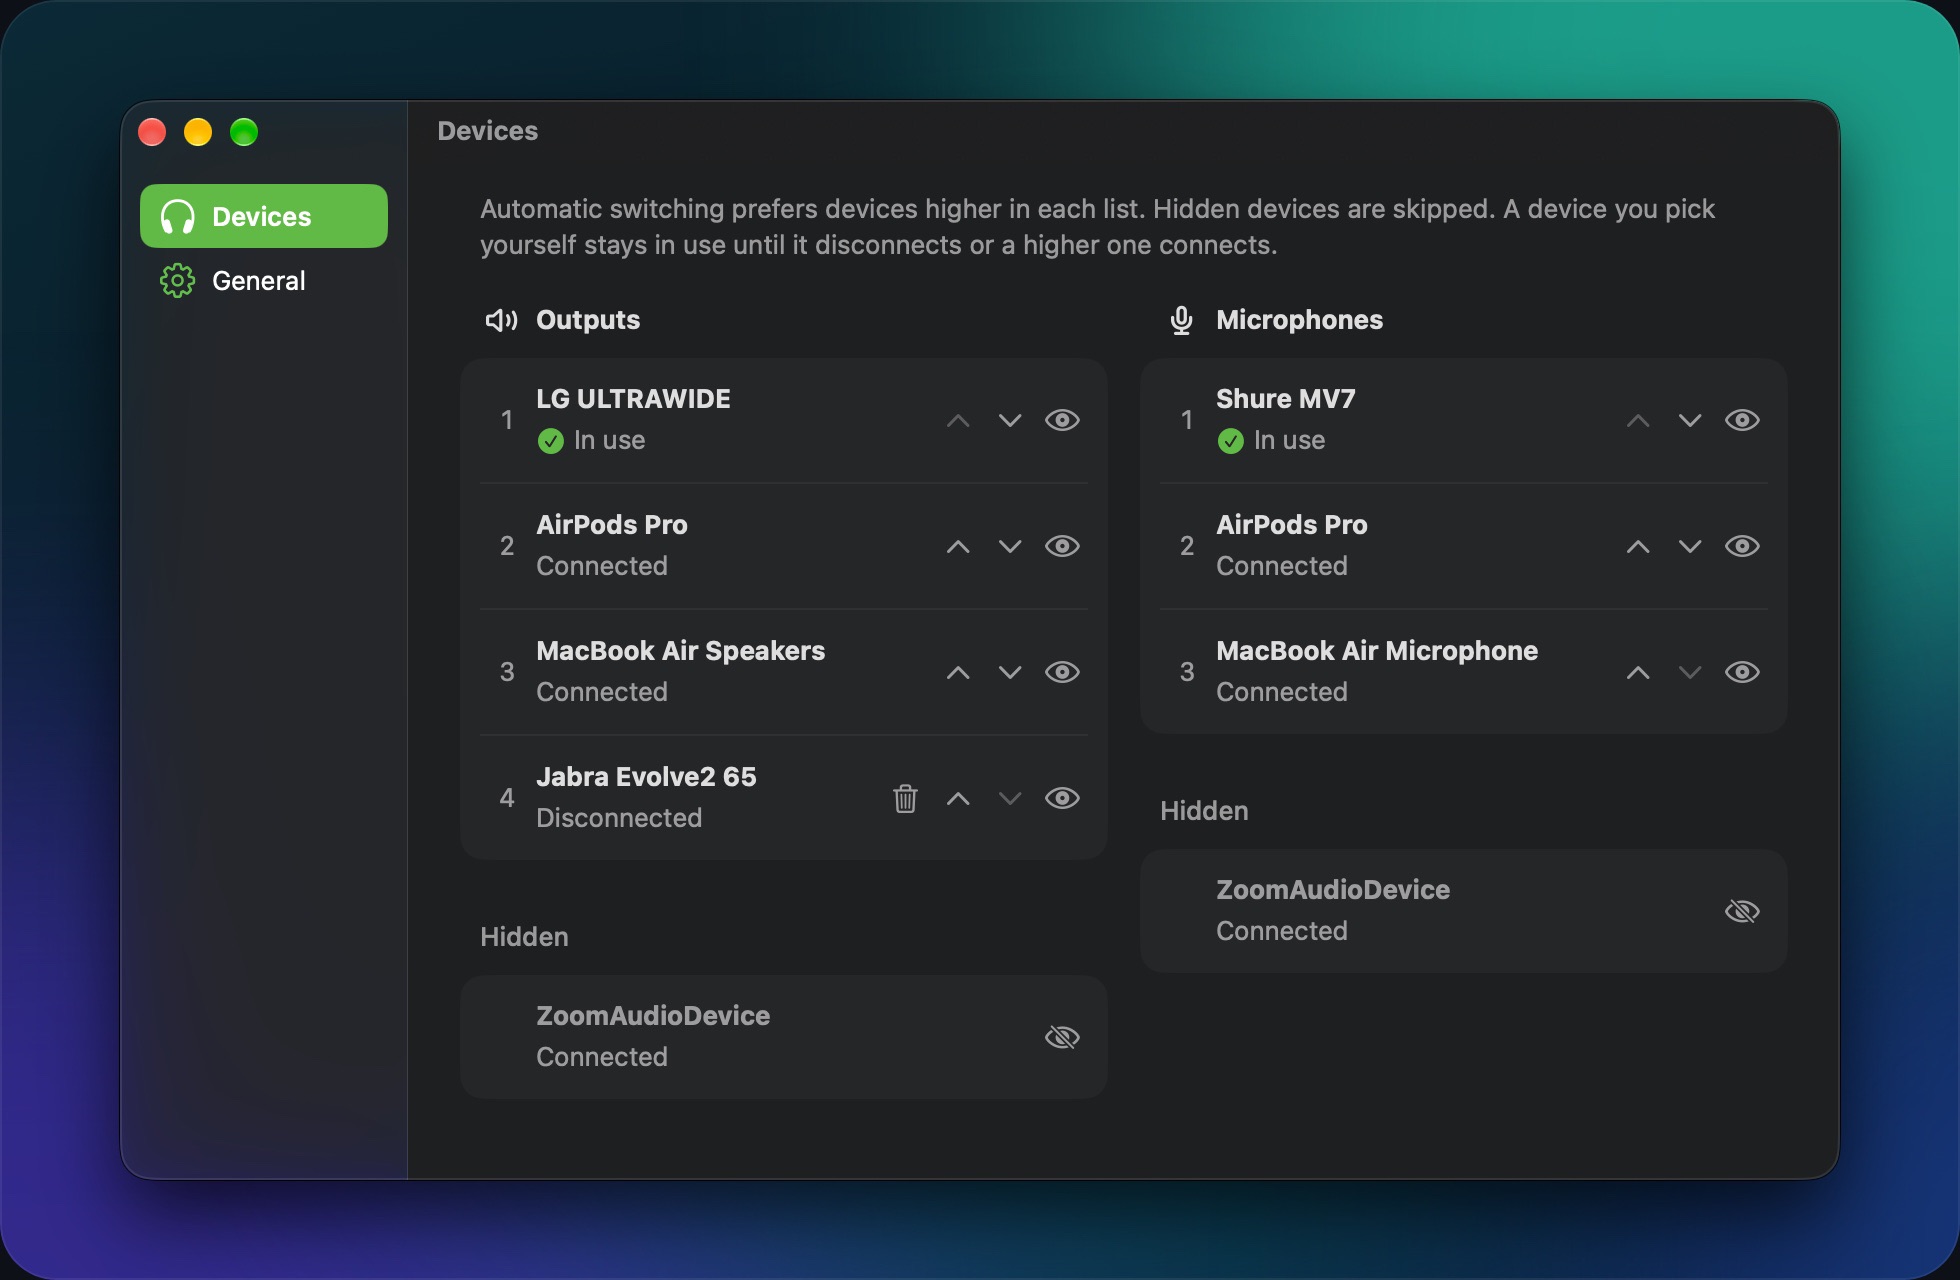 Devices
General
Devices
Automatic switching prefers devices higher in each list. Hidden devices are skipped. A device you pick
yourself stays in use until it disconnects or a higher one connects.
Outputs
1
LG ULTRAWIDE
In use
2
AirPods Pro
Connected
3
MacBook Air Speakers
Connected
4
Jabra Evolve2 65
Disconnected
Hidden
ZoomAudioDevice
Connected
Microphones
1
Shure MV7
In use
2
AirPods Pro
Connected
3
MacBook Air Microphone
Connected
Hidden
ZoomAudioDevice
Connected